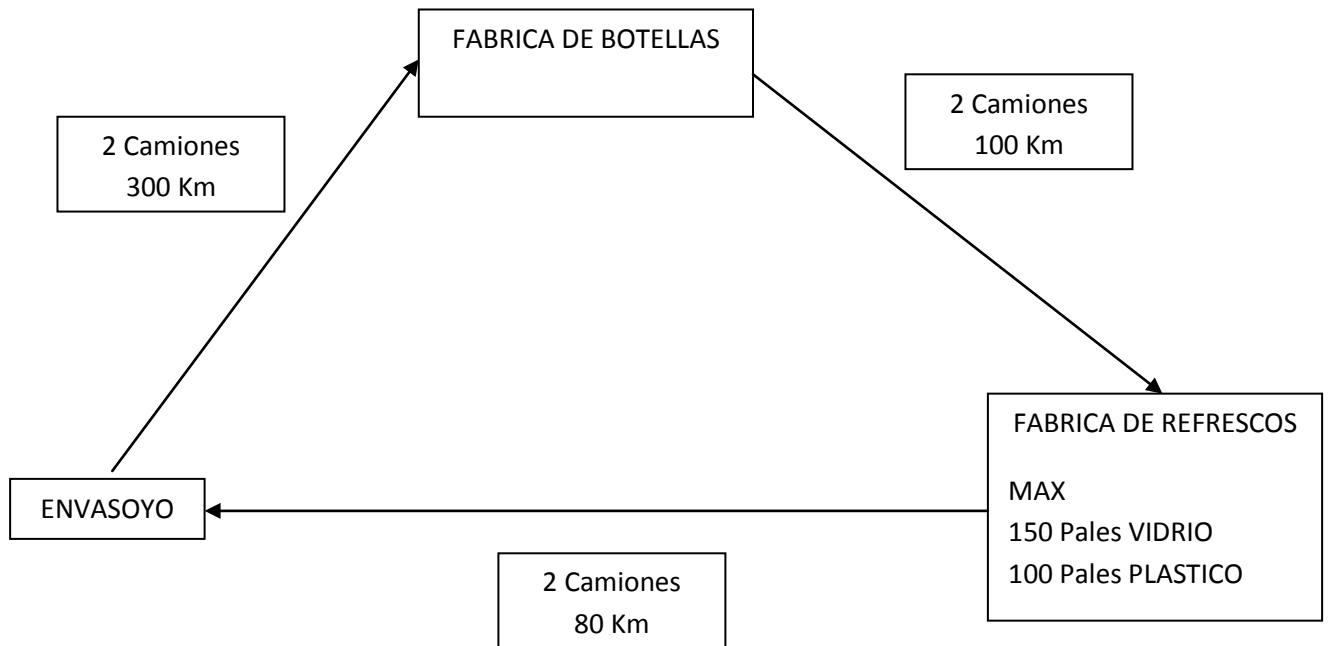 FABRICA DE BOTELLAS
2 Camiones
300 Km
2 Camiones
100 Km
FABRICA DE REFRESCOS
MAX
150 Pales VIDRIO
100 Pales PLASTICO
ENVASOYO
2 Camiones
80 Km